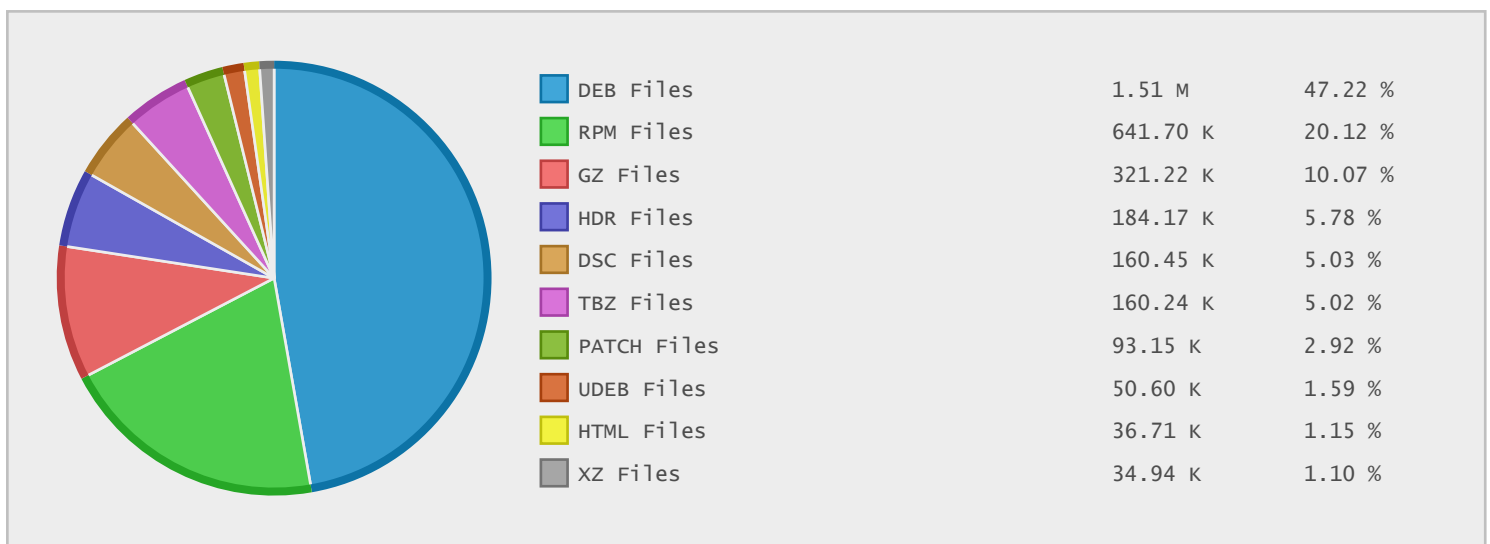 DEB Files 1.51 M 47.22 %
RPM Files 641.70 K 20.12 %
GZ Files 321.22 K 10.07 %
HDR Files 184.17 K 5.78 %
DSC Files 160.45 K 5.03 %
TBZ Files 160.24 K 5.02 %
PATCH Files 93.15 K 2.92 %
UDEB Files 50.60 K 1.59 %
HTML Files 36.71 K 1.15 %
XZ Files 34.94 K 1.10 %